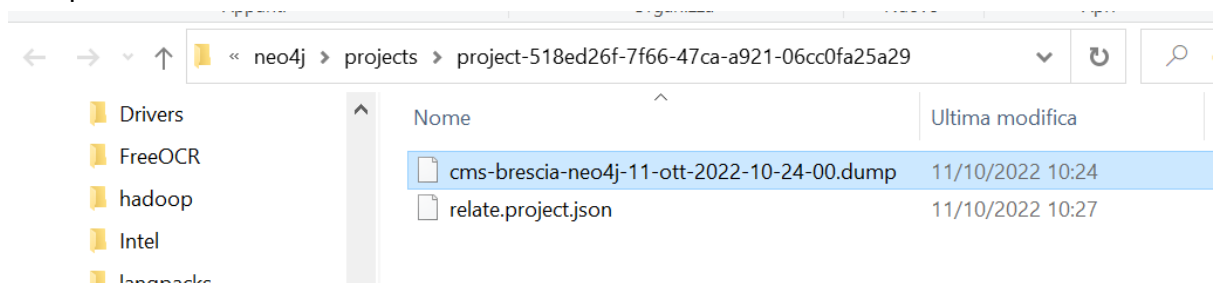 « neo4j > projects > project-518ed26f-7f66-47ca-a921-06cc0fa25a29
Drivers
FreeOCR
hadoop
Intel
langpacks
Nome Ultima modifica
cms-brescia-neo4j-11-ott-2022-10-24-00.dump 11/10/2022 10:24
relate.project.json 11/10/2022 10:27